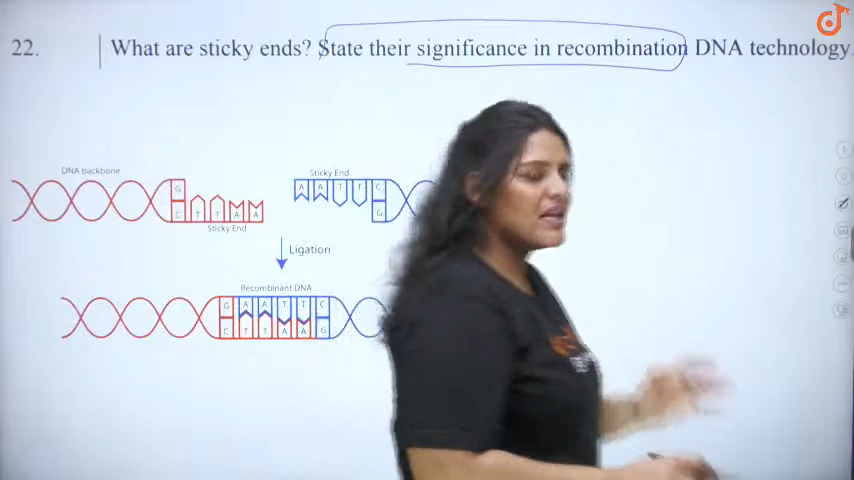 22. What are sticky ends? State their significance in recombination DNA technology
DNA backbone
G
C T T A A
Sticky End
Sticky End
A A T T C
G
Ligation
Recombinant DNA
G A A T T C
C T T A A G